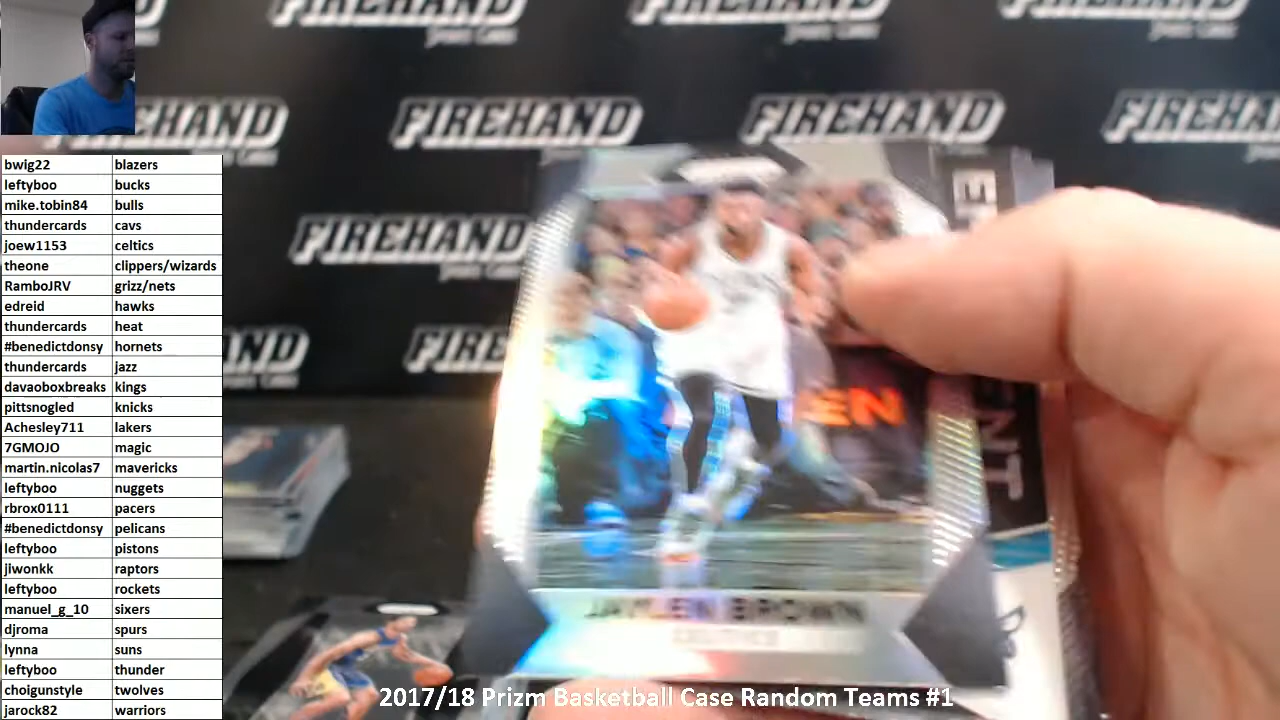 FIREHAND
FIREHAND
FIREHAND
FIREHAND
bwig22 blazers
leftyboo bucks
mike.tobin84 bulls
thundercards cavs
joew1153 celtics
theone clippers/wizards
RamboJRV grizz/nets
edreid hawks
thundercards heat
#benedictdonsy hornets
thundercards jazz
davaoboxbreaks kings
pittsnogled knicks
Achesley711 lakers
7GMOJO magic
martin.nicolas7 mavericks
leftyboo nuggets
rbrox0111 pacers
#benedictdonsy pelicans
leftyboo pistons
jiwonkk raptors
leftyboo rockets
manuel_g_10 sixers
djroma spurs
lynna suns
leftyboo thunder
choigunstyle twolves
jarock82 warriors
JAYLEN BROWN
CELTICS
2017/18 Prizm Basketball Case Random Teams #1